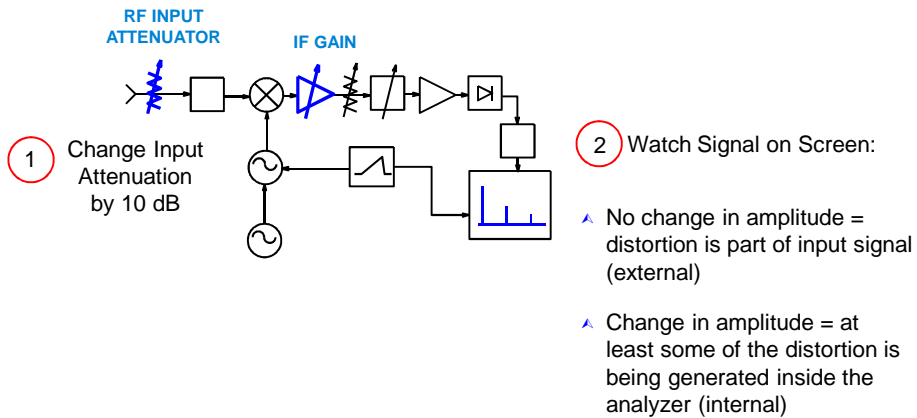 RF INPUT
ATTENUATOR
IF GAIN
1
Change Input
Attenuation
by 10 dB
2
Watch Signal on Screen:
No change in amplitude =
distortion is part of input signal
(external)
Change in amplitude = at
least some of the distortion is
being generated inside the
analyzer (internal)